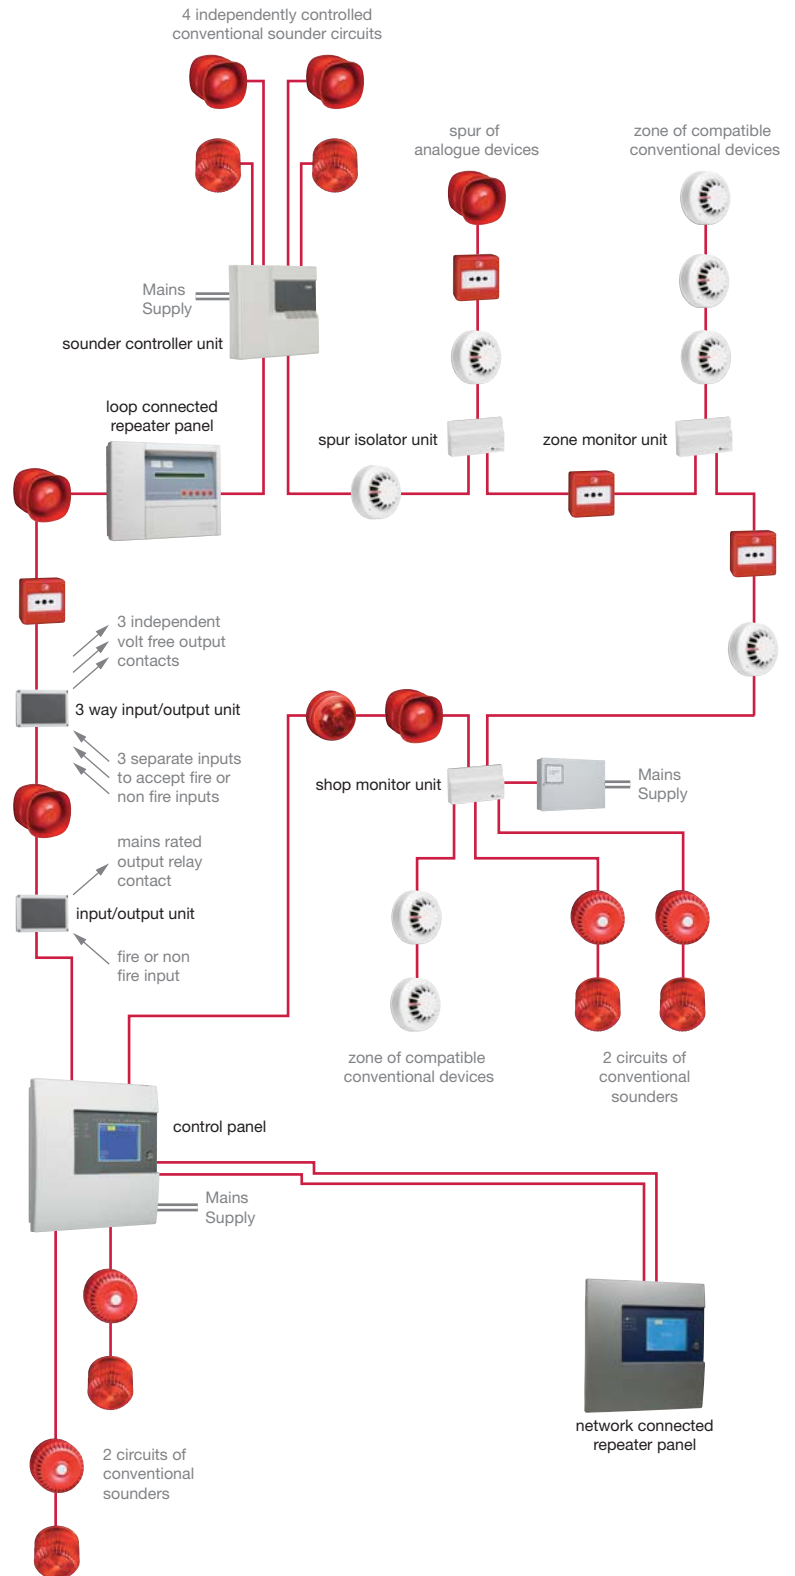 4 independently controlled
conventional sounder circuits
spur of
analogue devices
zone of compatible
conventional devices
Mains
Supply
sounder controller unit
loop connected
repeater panel
spur isolator unit
zone monitor unit
3 independent
volt free output
contacts
3 way input/output unit
3 separate inputs
to accept fire or
non fire inputs
shop monitor unit
Mains
Supply
mains rated
output relay
contact
input/output unit
fire or non
fire input
zone of compatible
conventional devices
2 circuits of
conventional
sounders
control panel
Mains
Supply
network connected
repeater panel
2 circuits of
conventional
sounders